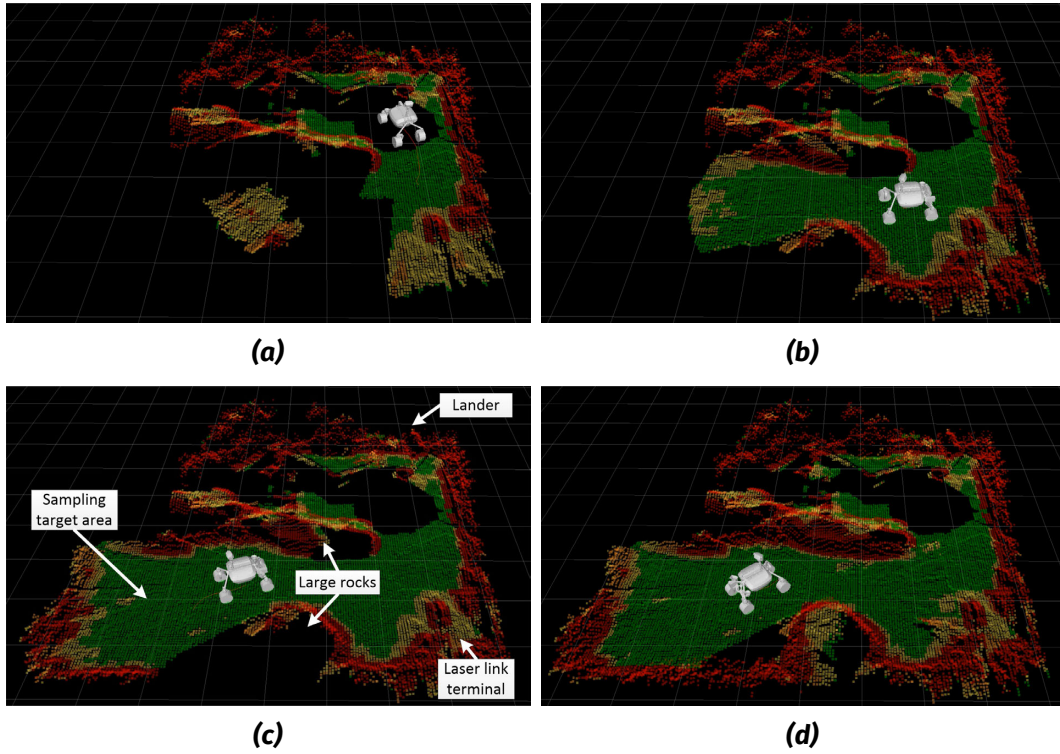 (a)
(b)
Lander
Sampling
target area
Large rocks
Laser link
terminal
(c)
(d)